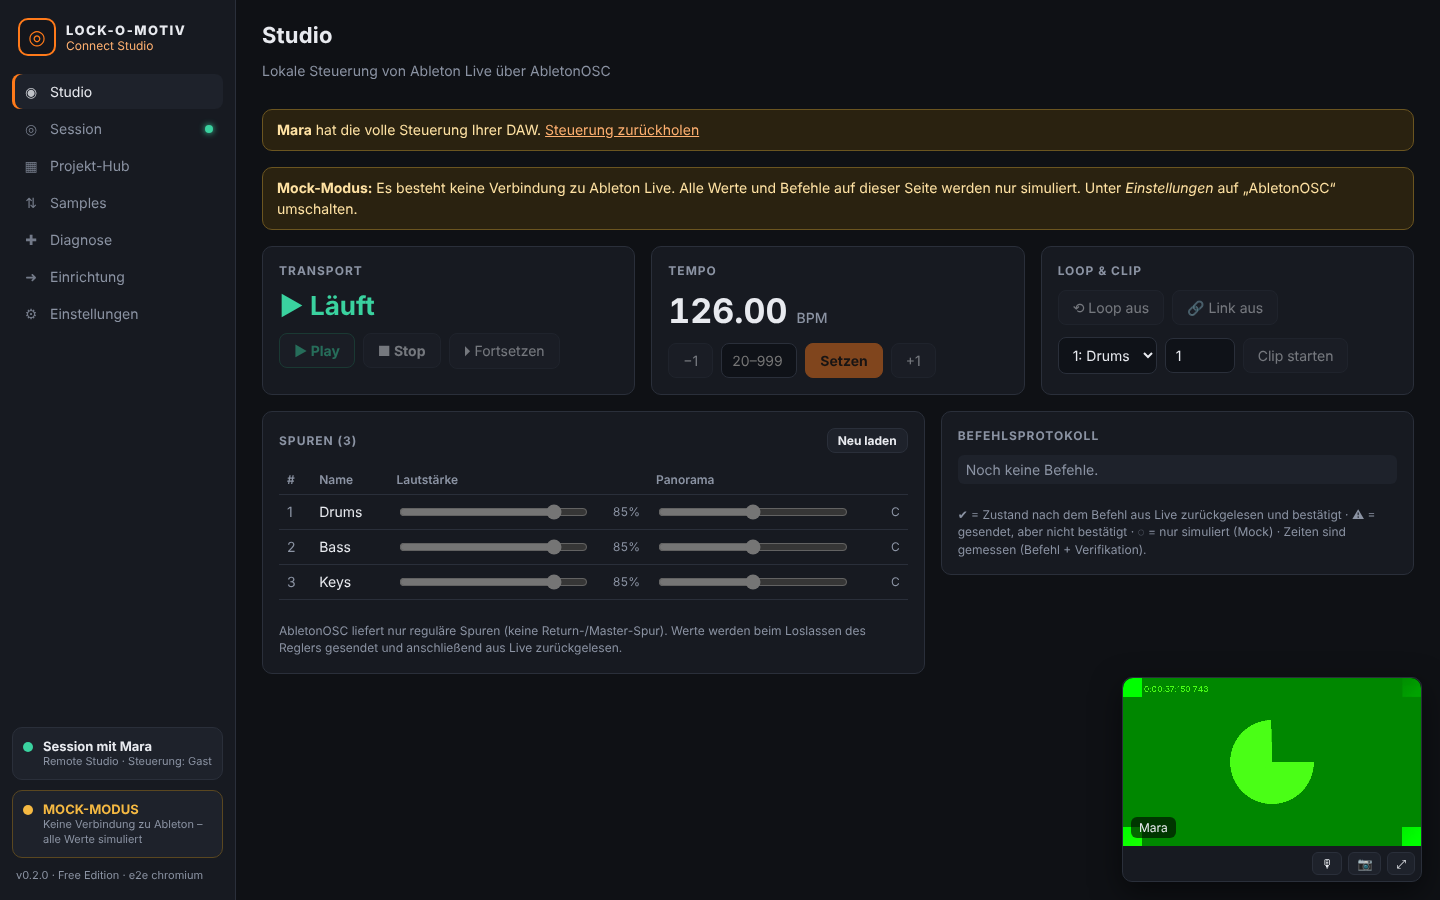 LOCK-O-MOTIV
Connect Studio
Studio
Session
Projekt-Hub
Samples
Diagnose
Einrichtung
Einstellungen
Session mit Mara
Remote Studio · Steuerung: Gast
MOCK-MODUS
Keine Verbindung zu Ableton –
alle Werte simuliert
v0.2.0 · Free Edition · e2e chromium
Studio
Lokale Steuerung von Ableton Live über AbletonOSC
Mara hat die volle Steuerung Ihrer DAW. Steuerung zurückholen
Mock-Modus: Es besteht keine Verbindung zu Ableton Live. Alle Werte und Befehle auf dieser Seite werden nur simuliert. Unter Einstellungen auf „AbletonOSC“
umschalten.
TRANSPORT
▶ Läuft
▶ Play ■ Stop ⏵ Fortsetzen
TEMPO
126.00 BPM
−1 20–999 Setzen +1
LOOP & CLIP
⟲ Loop aus 🔗 Link aus
1: Drums 1 Clip starten
SPUREN (3) Neu laden
# Name Lautstärke Panorama
1 Drums 85% C
2 Bass 85% C
3 Keys 85% C
AbletonOSC liefert nur reguläre Spuren (keine Return-/Master-Spur). Werte werden beim Loslassen des
Reglers gesendet und anschließend aus Live zurückgelesen.
BEFEHLSPROTOKOLL
Noch keine Befehle.
✔ = Zustand nach dem Befehl aus Live zurückgelesen und bestätigt · ⚠ =
gesendet, aber nicht bestätigt · ○ = nur simuliert (Mock) · Zeiten sind
gemessen (Befehl + Verifikation).
Mara